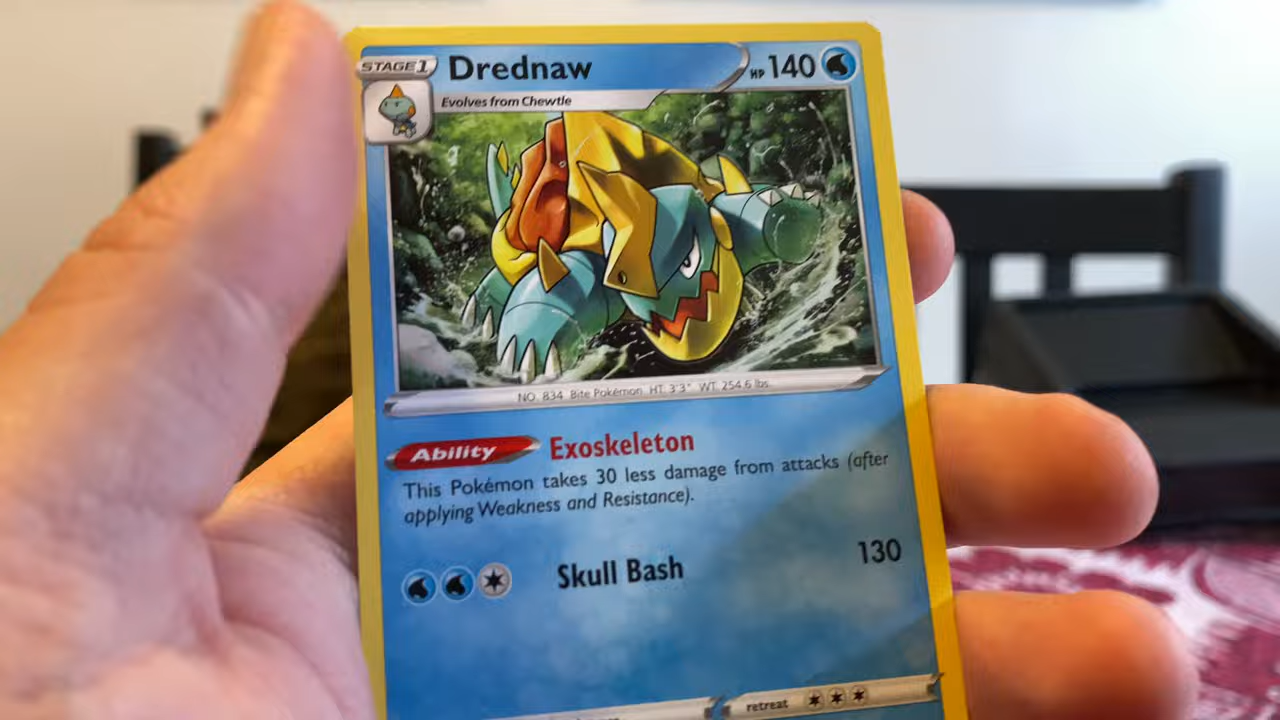 STAGE 1 Drednaw HP 140
Evolves from Chewtle
NO. 834 Bite Pokémon HT. 3'3" WT. 254.6 lbs.
Ability Exoskeleton
This Pokémon takes 30 less damage from attacks (after
applying Weakness and Resistance).
Skull Bash 130
retreat